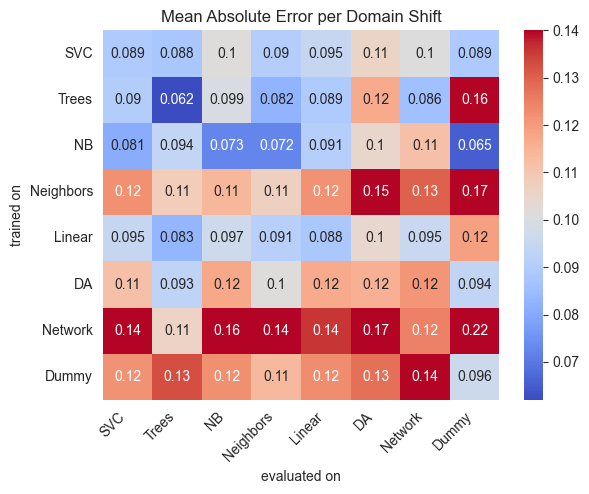 Mean Absolute Error per Domain Shift
trained on
SVC 0.089 0.088 0.1 0.09 0.095 0.11 0.1 0.089
Trees 0.09 0.062 0.099 0.082 0.089 0.12 0.086 0.16
NB 0.081 0.094 0.073 0.072 0.091 0.1 0.11 0.065
Neighbors 0.12 0.11 0.11 0.11 0.12 0.15 0.13 0.17
Linear 0.095 0.083 0.097 0.091 0.088 0.1 0.095 0.12
DA 0.11 0.093 0.12 0.1 0.12 0.12 0.12 0.094
Network 0.14 0.11 0.16 0.14 0.14 0.17 0.12 0.22
Dummy 0.12 0.13 0.12 0.11 0.12 0.13 0.14 0.096
SVC Trees NB Neighbors Linear DA Network Dummy
evaluated on
0.14
0.13
0.12
0.11
0.10
0.09
0.08
0.07